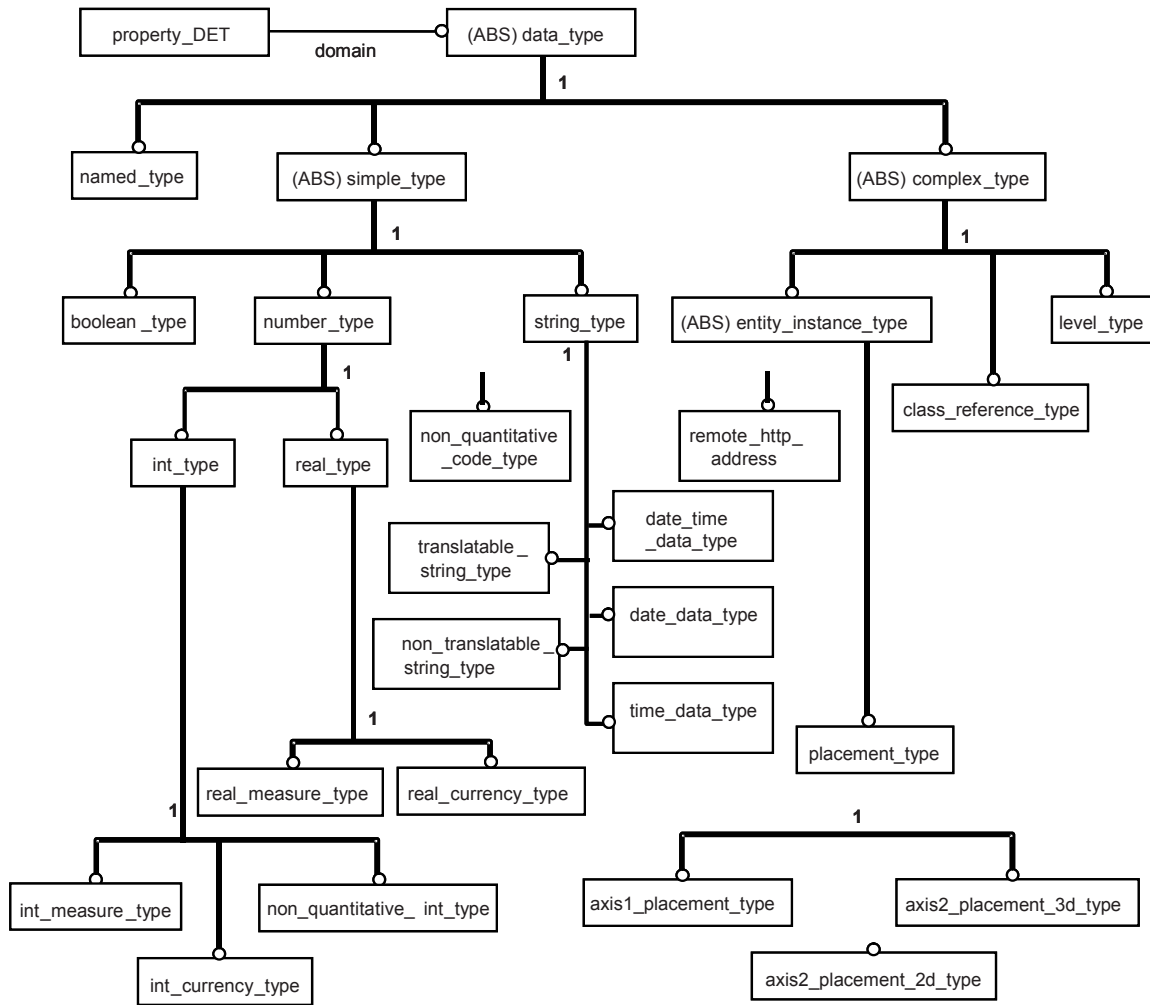 property_DET
(ABS) data_type
domain
1
named_type
(ABS) simple_type
(ABS) complex_type
1
1
boolean _type
number_type
string_type
(ABS) entity_instance_type
level_type
1
1
class_reference_type
int_type
real_type
non_quantitative
_code_type
remote_http_
address
date_time
_data_type
translatable_
string_type
date_data_type
non_translatable_
string_type
time_data_type
1
placement_type
real_measure_type
real_currency_type
1
1
int_measure_type
non_quantitative_ int_type
axis1_placement_type
axis2_placement_3d_type
int_currency_type
axis2_placement_2d_type